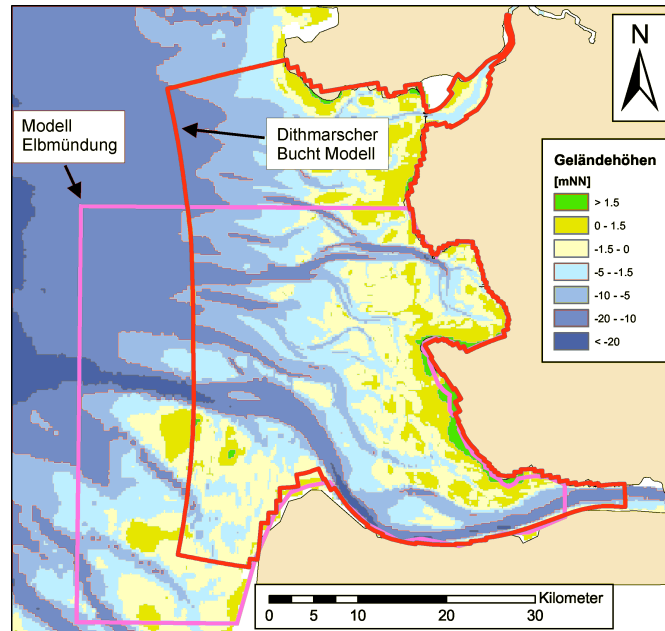 N
Modell
Elbmündung
Dithmarscher
Bucht Modell
Geländehöhen
[mNN]
> 1.5
0 - 1.5
-1.5 - 0
-5 - -1.5
-10 - -5
-20 - -10
< -20
Kilometer
0 5 10 20 30